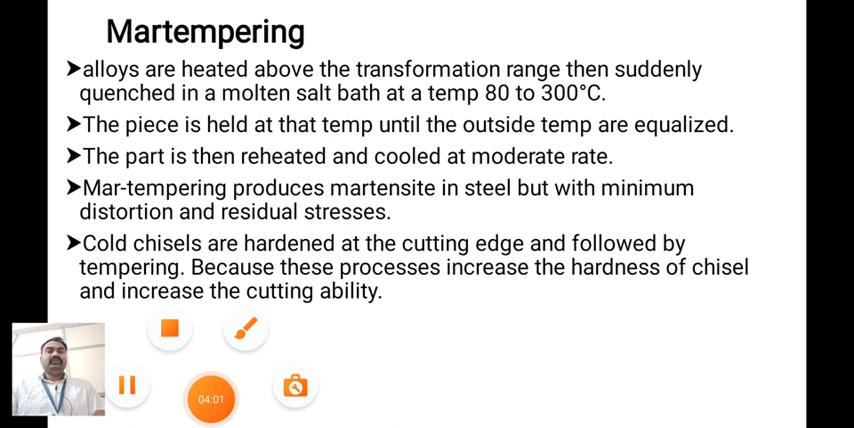 Martempering
➤alloys are heated above the transformation range then suddenly
quenched in a molten salt bath at a temp 80 to 300°C.
➤The piece is held at that temp until the outside temp are equalized.
➤The part is then reheated and cooled at moderate rate.
➤Mar-tempering produces martensite in steel but with minimum
distortion and residual stresses.
➤Cold chisels are hardened at the cutting edge and followed by
tempering. Because these processes increase the hardness of chisel
and increase the cutting ability.
04:01